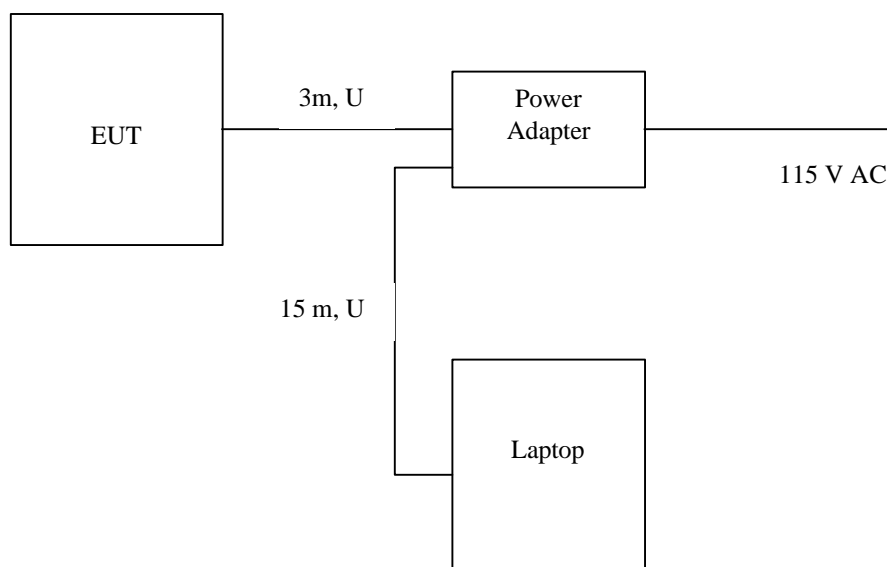 3m, U
Power
Adapter
EUT
115 V AC
15 m, U
Laptop